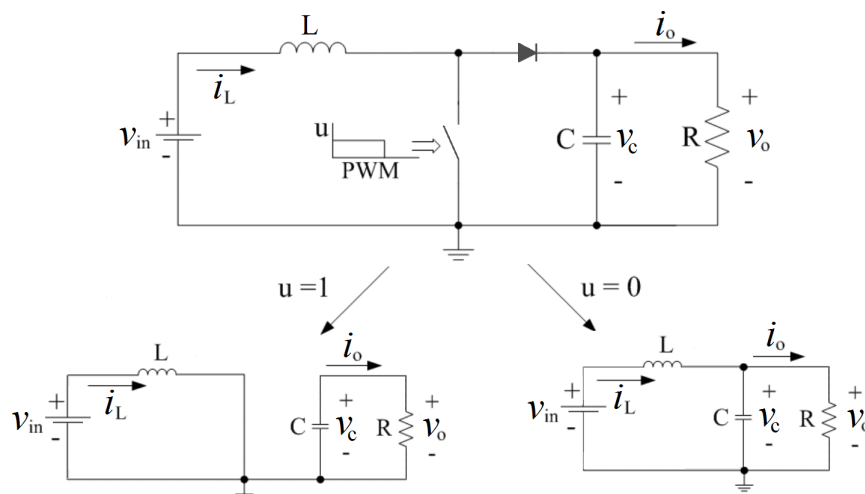 L
i_o
i_L
+
v_in
-
u
PWM
C
+
v_c
-
R
+
v_o
-
u =1
u = 0
L
i_o
i_L
+
v_in
-
C
+
v_c
-
R
+
v_o
-
L
i_o
i_L
+
v_in
-
C
+
v_c
-
R
+
v_o
-